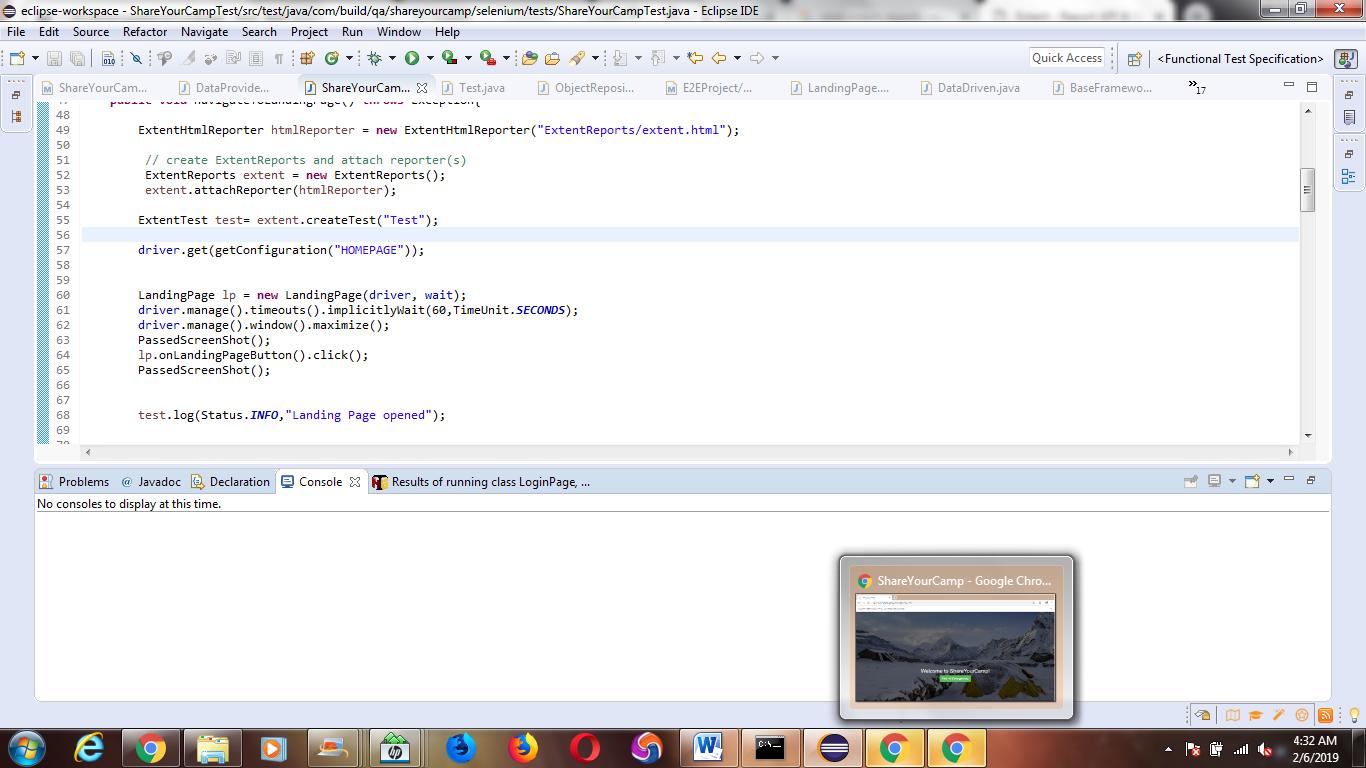 eclipse-workspace - ShareYourCampTest/src/test/java/com/build/qa/shareyourcamp/selenium/tests/ShareYourCampTest.java - Eclipse IDE
File Edit Source Refactor Navigate Search Project Run Window Help
Quick Access <Functional Test Specification>
ShareYourCam... DataProvide... ShareYourCam... Test.java ObjectReposi... E2EProject/... LandingPage.... DataDriven.java BaseFramewo... »17
47 public void navigateToLandingPage() throws Exception{
48
49 ExtentHtmlReporter htmlReporter = new ExtentHtmlReporter("ExtentReports/extent.html");
50
51 // create ExtentReports and attach reporter(s)
52 ExtentReports extent = new ExtentReports();
53 extent.attachReporter(htmlReporter);
54
55 ExtentTest test= extent.createTest("Test");
56
57 driver.get(getConfiguration("HOMEPAGE"));
58
59
60 LandingPage lp = new LandingPage(driver, wait);
61 driver.manage().timeouts().implicitlyWait(60,TimeUnit.SECONDS);
62 driver.manage().window().maximize();
63 PassedScreenShot();
64 lp.onLandingPageButton().click();
65 PassedScreenShot();
66
67
68 test.log(Status.INFO,"Landing Page opened");
69
70
Problems @ Javadoc Declaration Console Results of running class LoginPage, ...
No consoles to display at this time.
ShareYourCamp - Google Chro...
Welcome to ShareYourCamp!
4:32 AM
2/6/2019